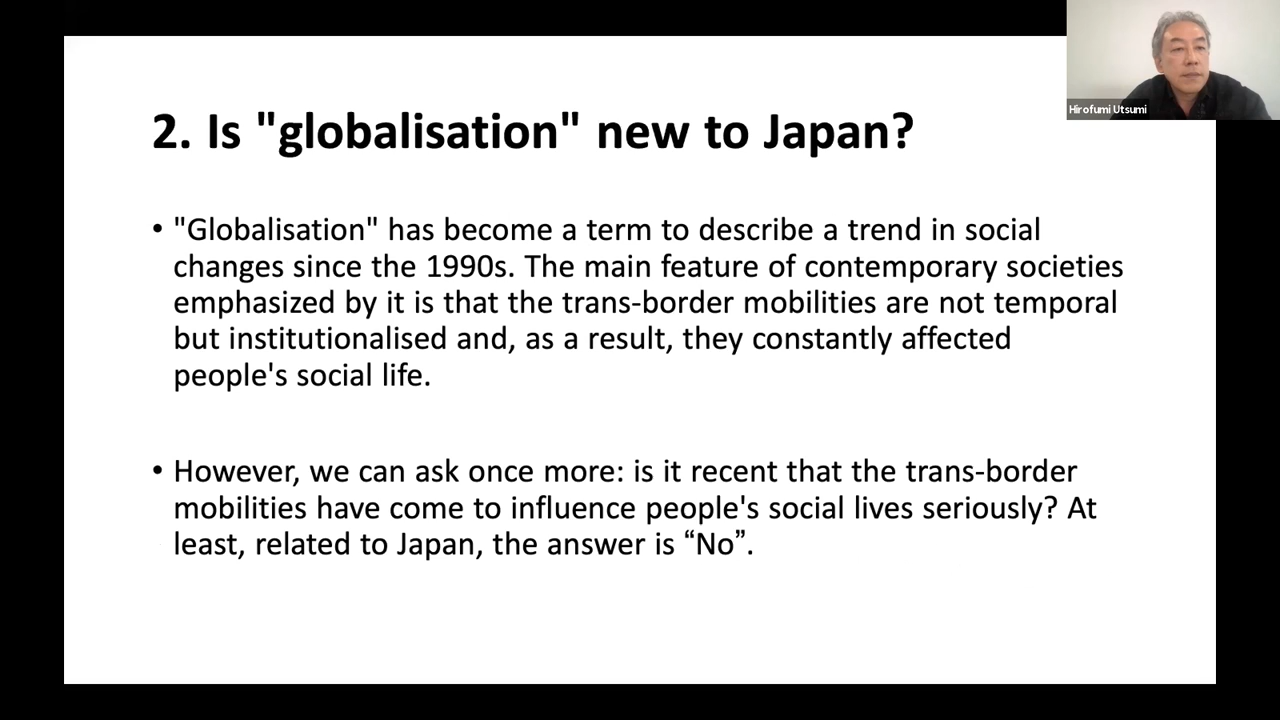 Hirofumi Utsumi
2. Is "globalisation" new to Japan?
• "Globalisation" has become a term to describe a trend in social
changes since the 1990s. The main feature of contemporary societies
emphasized by it is that the trans-border mobilities are not temporal
but institutionalised and, as a result, they constantly affected
people's social life.
• However, we can ask once more: is it recent that the trans-border
mobilities have come to influence people's social lives seriously? At
least, related to Japan, the answer is “No”.